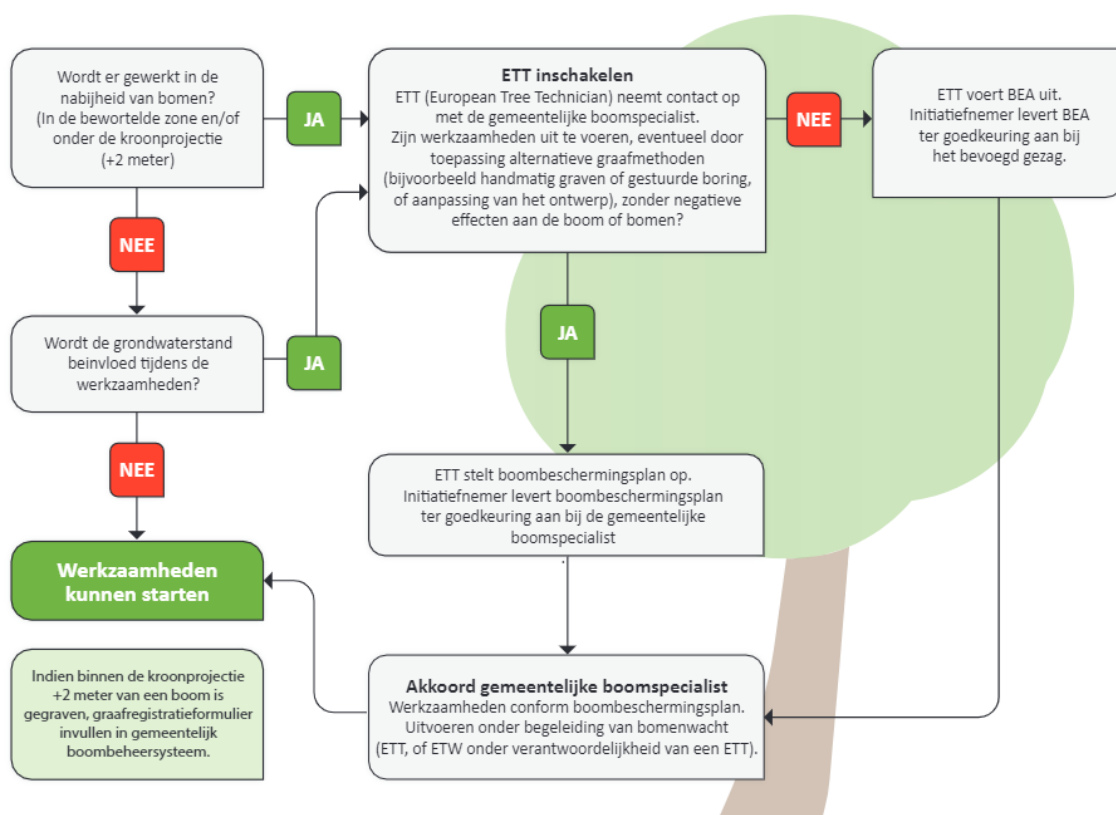 Wordt er gewerkt in de
nabijheid van bomen?
(In de bewortelde zone en/of
onder de kroonprojectie
(+2 meter)
JA
ETT inschakelen
ETT (European Tree Technician) neemt contact op
met de gemeentelijke boomspecialist.
Zijn werkzaamheden uit te voeren, eventueel door
toepassing alternatieve graafmethoden
(bijvoorbeeld handmatig graven of gestuurde boring,
of aanpassing van het ontwerp), zonder negatieve
effecten aan de boom of bomen?
NEE
ETT voert BEA uit.
Initiatiefnemer levert BEA
ter goedkeuring aan bij
het bevoegd gezag.
NEE
Wordt de grondwaterstand
beinvloed tijdens de
werkzaamheden?
JA
JA
NEE
ETT stelt boombeschermingsplan op.
Initiatiefnemer levert boombeschermingsplan
ter goedkeuring aan bij de gemeentelijke
boomspecialist
Werkzaamheden
kunnen starten
Indien binnen de kroonprojectie
+2 meter van een boom is
gegraven, graafregistratieformulier
invullen in gemeentelijk
boombeheersysteem.
Akkoord gemeentelijke boomspecialist
Werkzaamheden conform boombeschermingsplan.
Uitvoeren onder begeleiding van bomenwacht
(ETT, of ETW onder verantwoordelijkheid van een ETT).